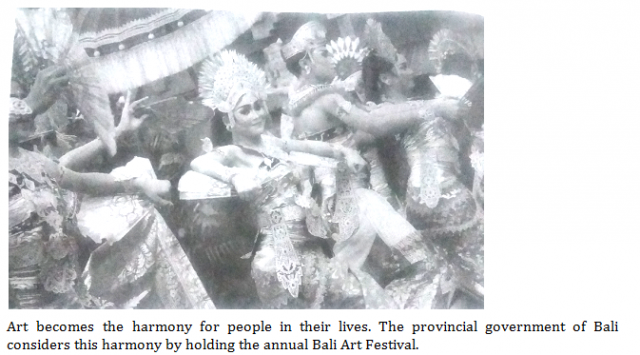 Art becomes the harmony for people in their lives. The provincial government of Bali
considers this harmony by holding the annual Bali Art Festival.